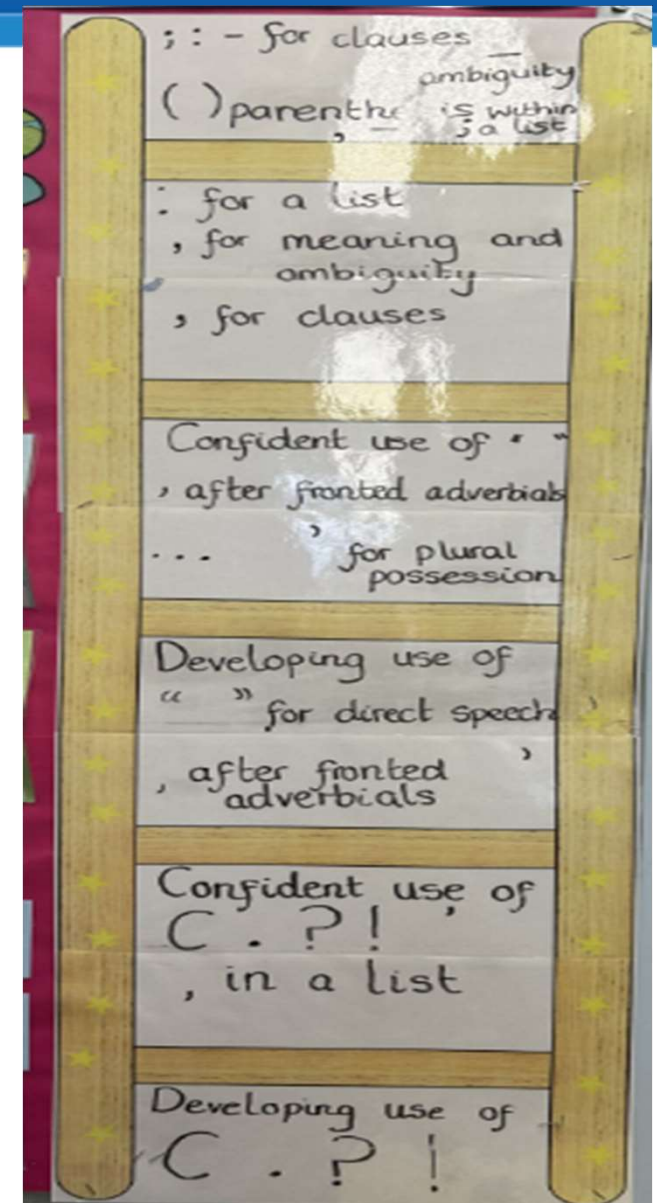 ; : - for clauses _
ambiguity
( ) parenthe
, _ is within
; a list
: for a list
, for meaning and
ambiguity
, for clauses
Confident use of “ ”
, after fronted adverbials
... ’ for plural
possession
Developing use of
“ ” for direct speech
, after fronted ’
adverbials
Confident use of
C . ? ! ’
, in a list
Developing use of
C . ? !